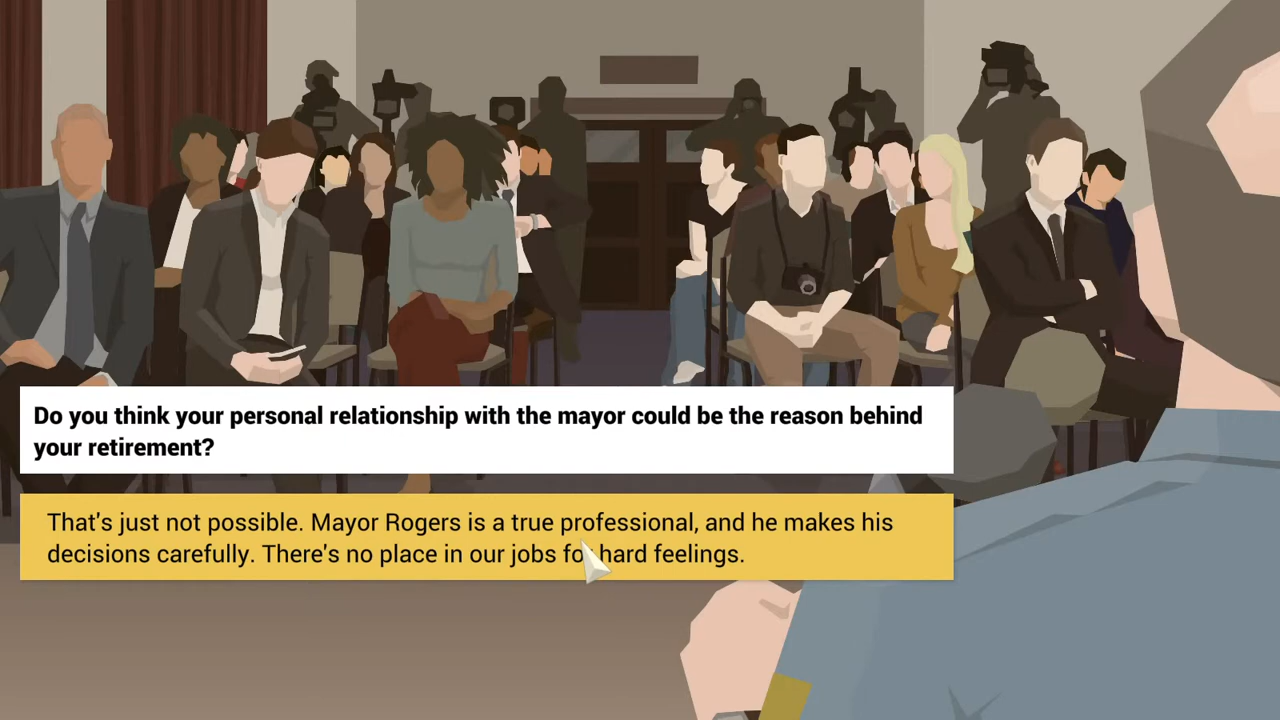 Do you think your personal relationship with the mayor could be the reason behind
your retirement?
That's just not possible. Mayor Rogers is a true professional, and he makes his
decisions carefully. There's no place in our jobs for hard feelings.